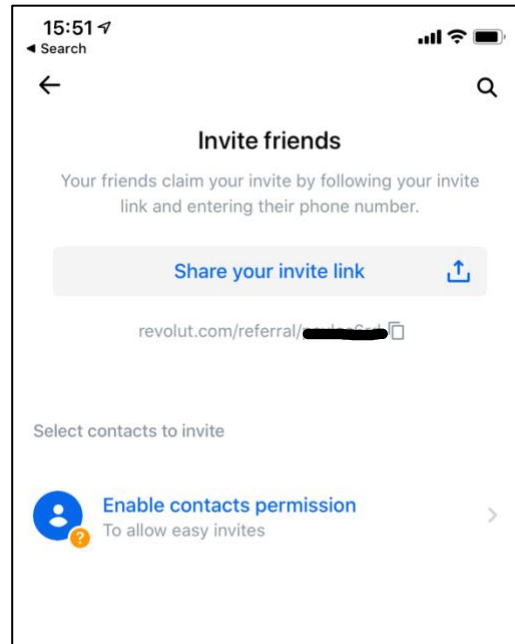 15:51
Search
Invite friends
Your friends claim your invite by following your invite
link and entering their phone number.
Share your invite link
revolut.com/referral/
Select contacts to invite
Enable contacts permission
To allow easy invites